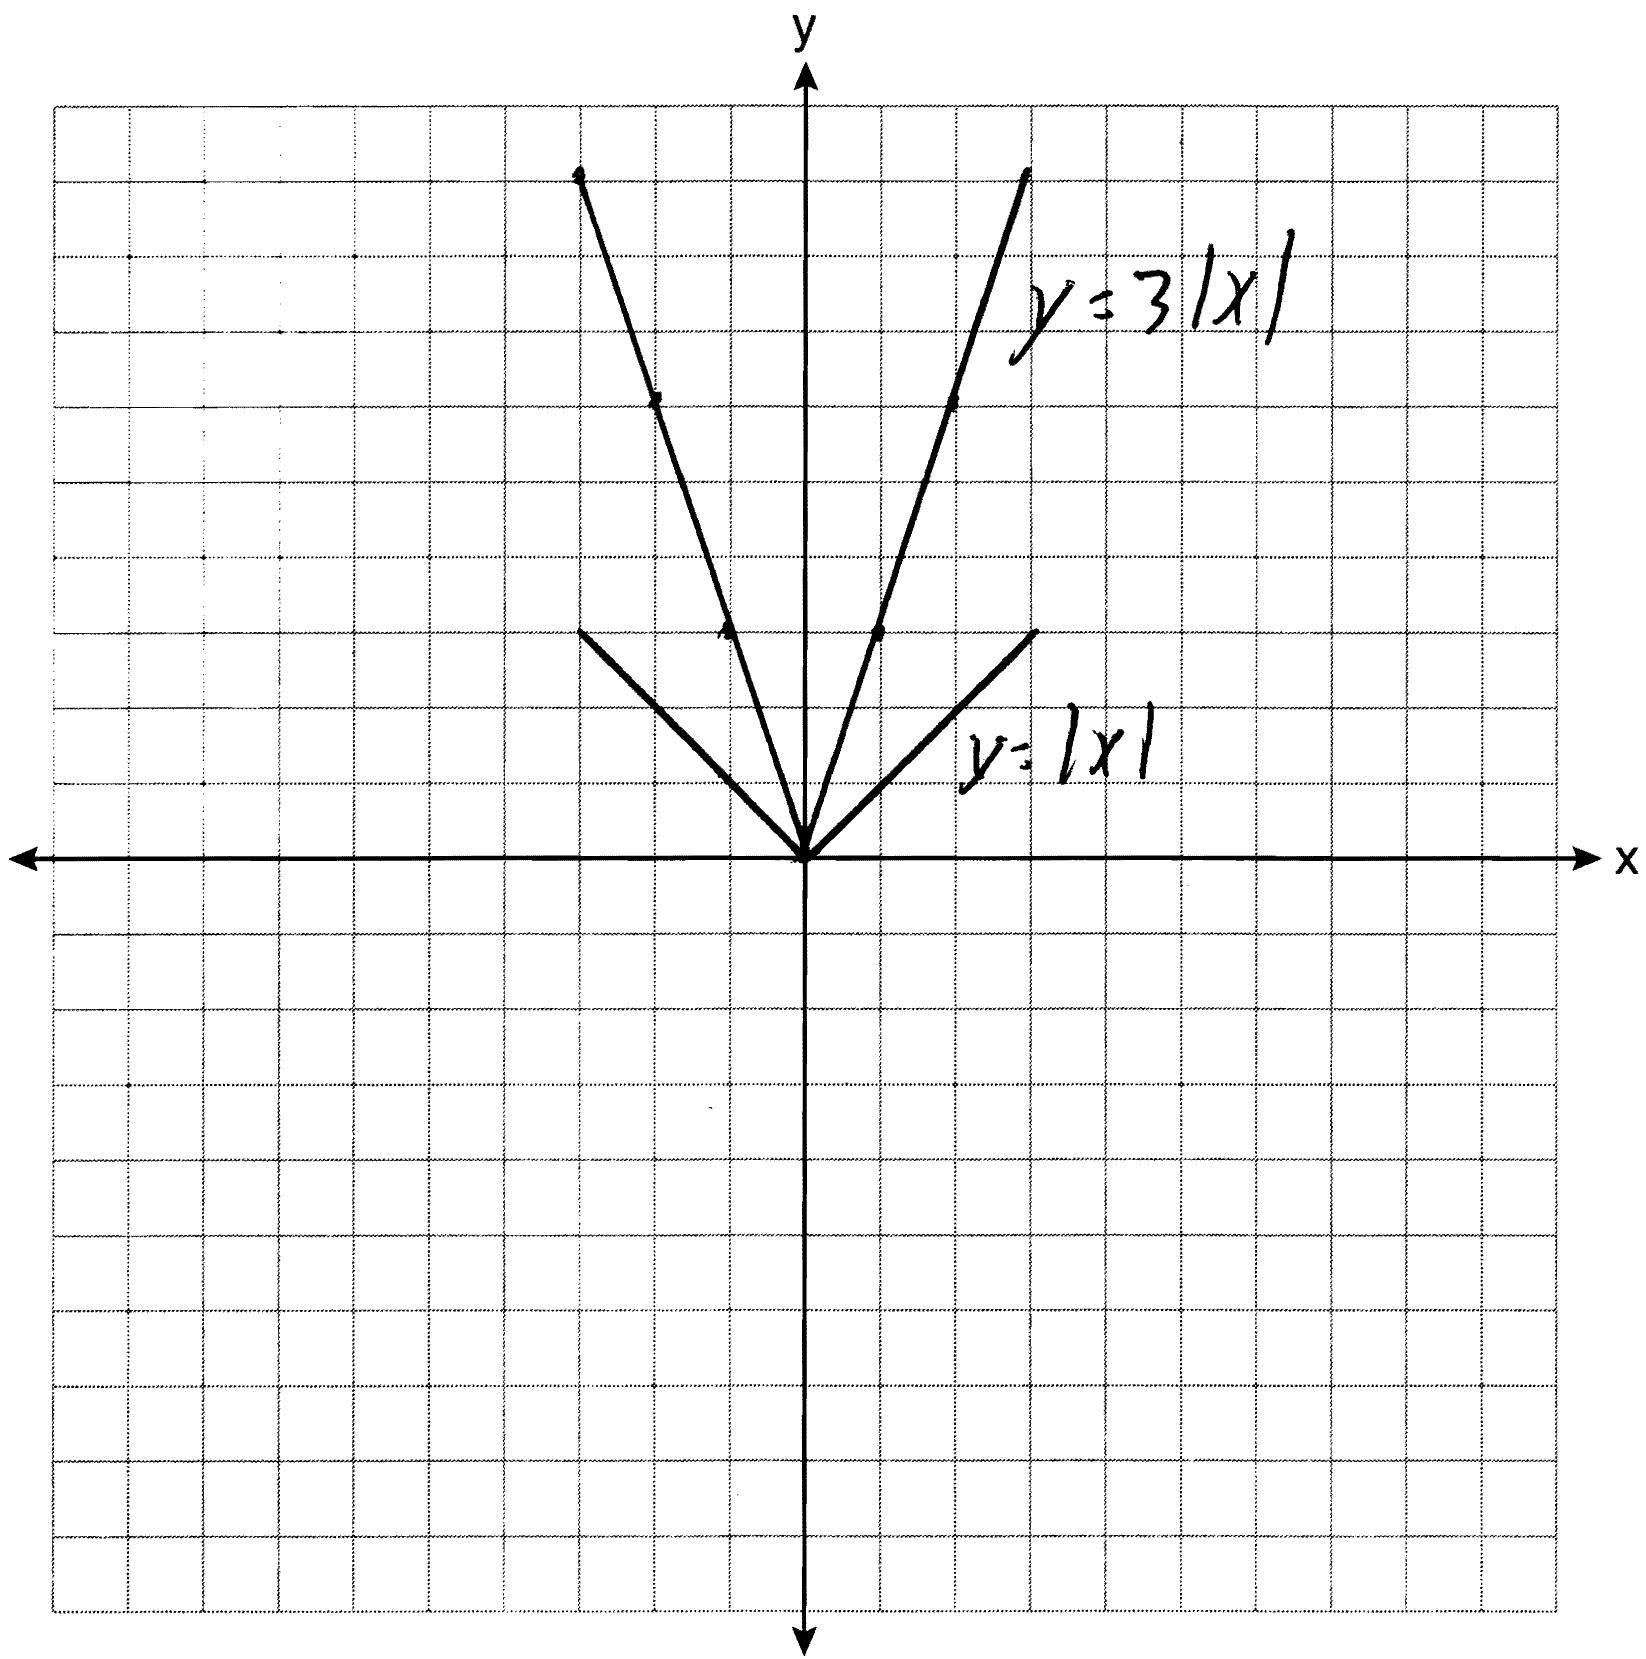 y
y = 3|x|
y = |x|
x